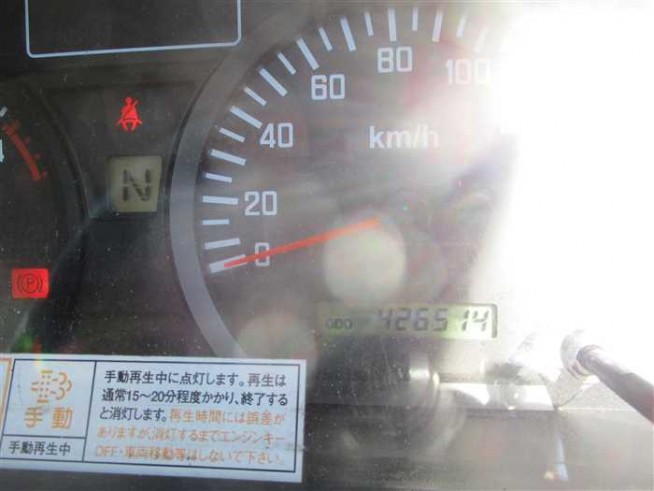 100
80
60
km/h
40
N
20
0
P
ODO 426514
手動再生中に点灯します。再生は
通常15~20分程度かかり、終了する
と消灯します。再生時間には誤差が
ありますが、消灯するまでエンジンキー
OFF・車両移動等はしないで下さい。
手動
手動再生中